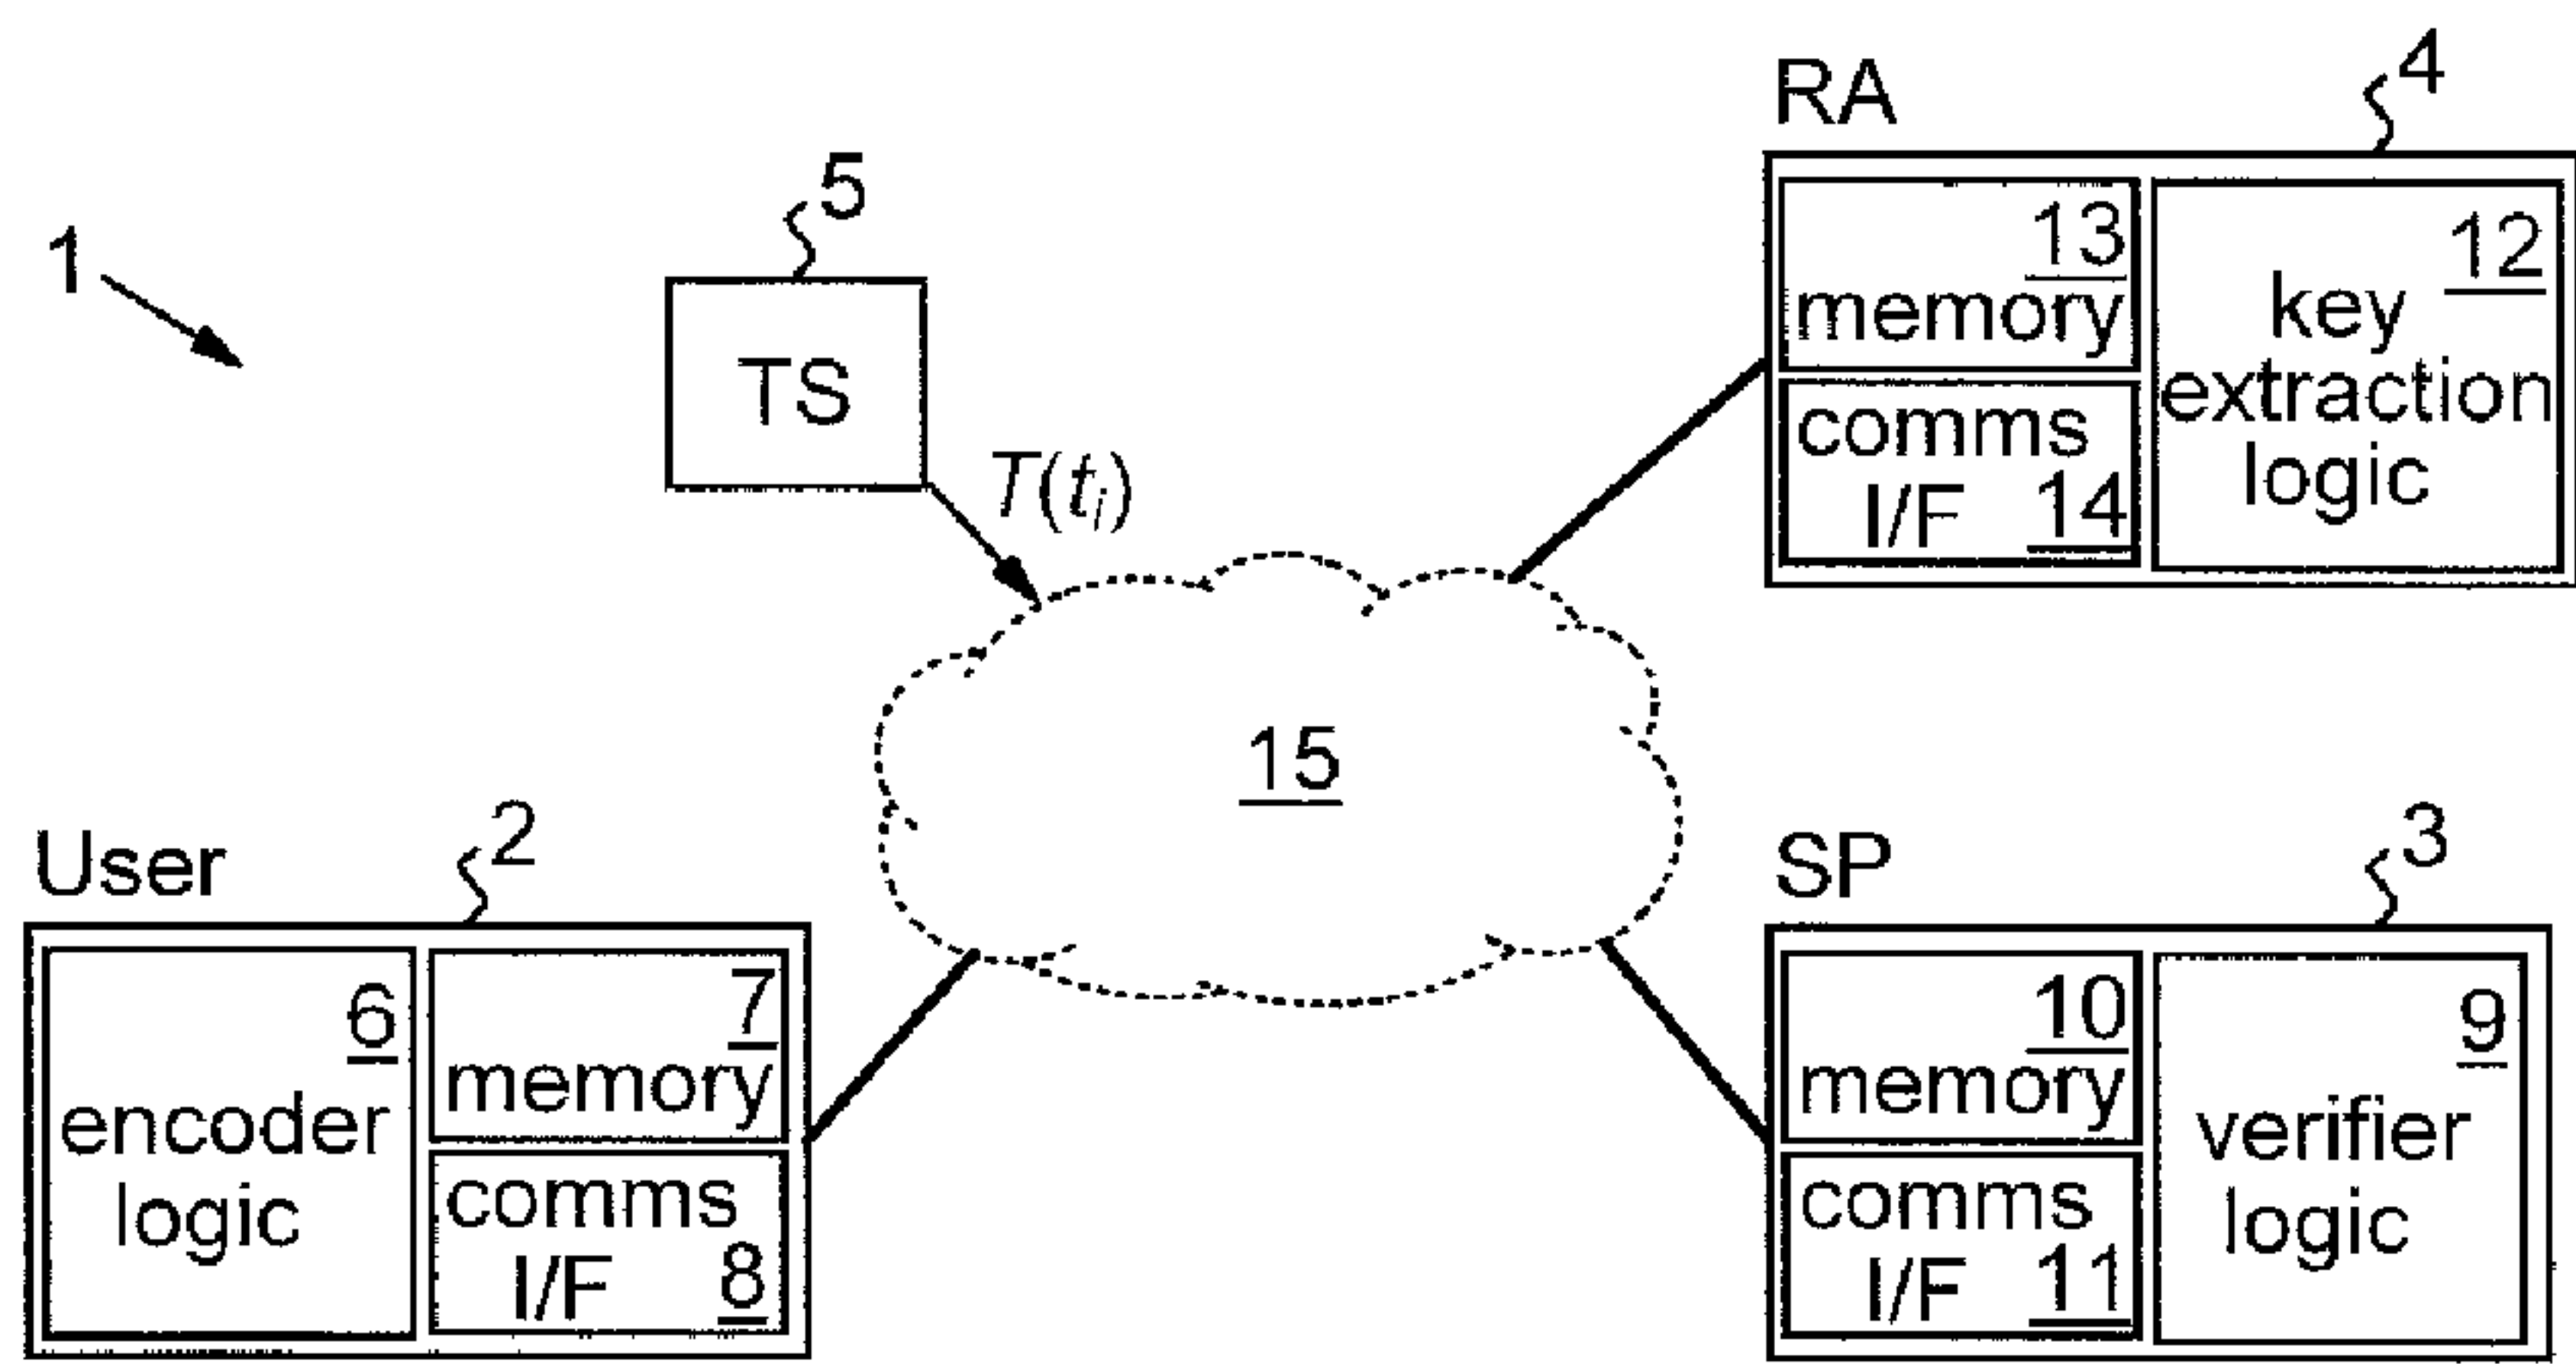 1
5
TS
T(ti)
RA
4
13
memory
comms
I/F 14
12
key
extraction
logic
15
User
2
6
encoder
logic
7
memory
comms
I/F 8
SP
3
10
memory
comms
I/F 11
9
verifier
logic